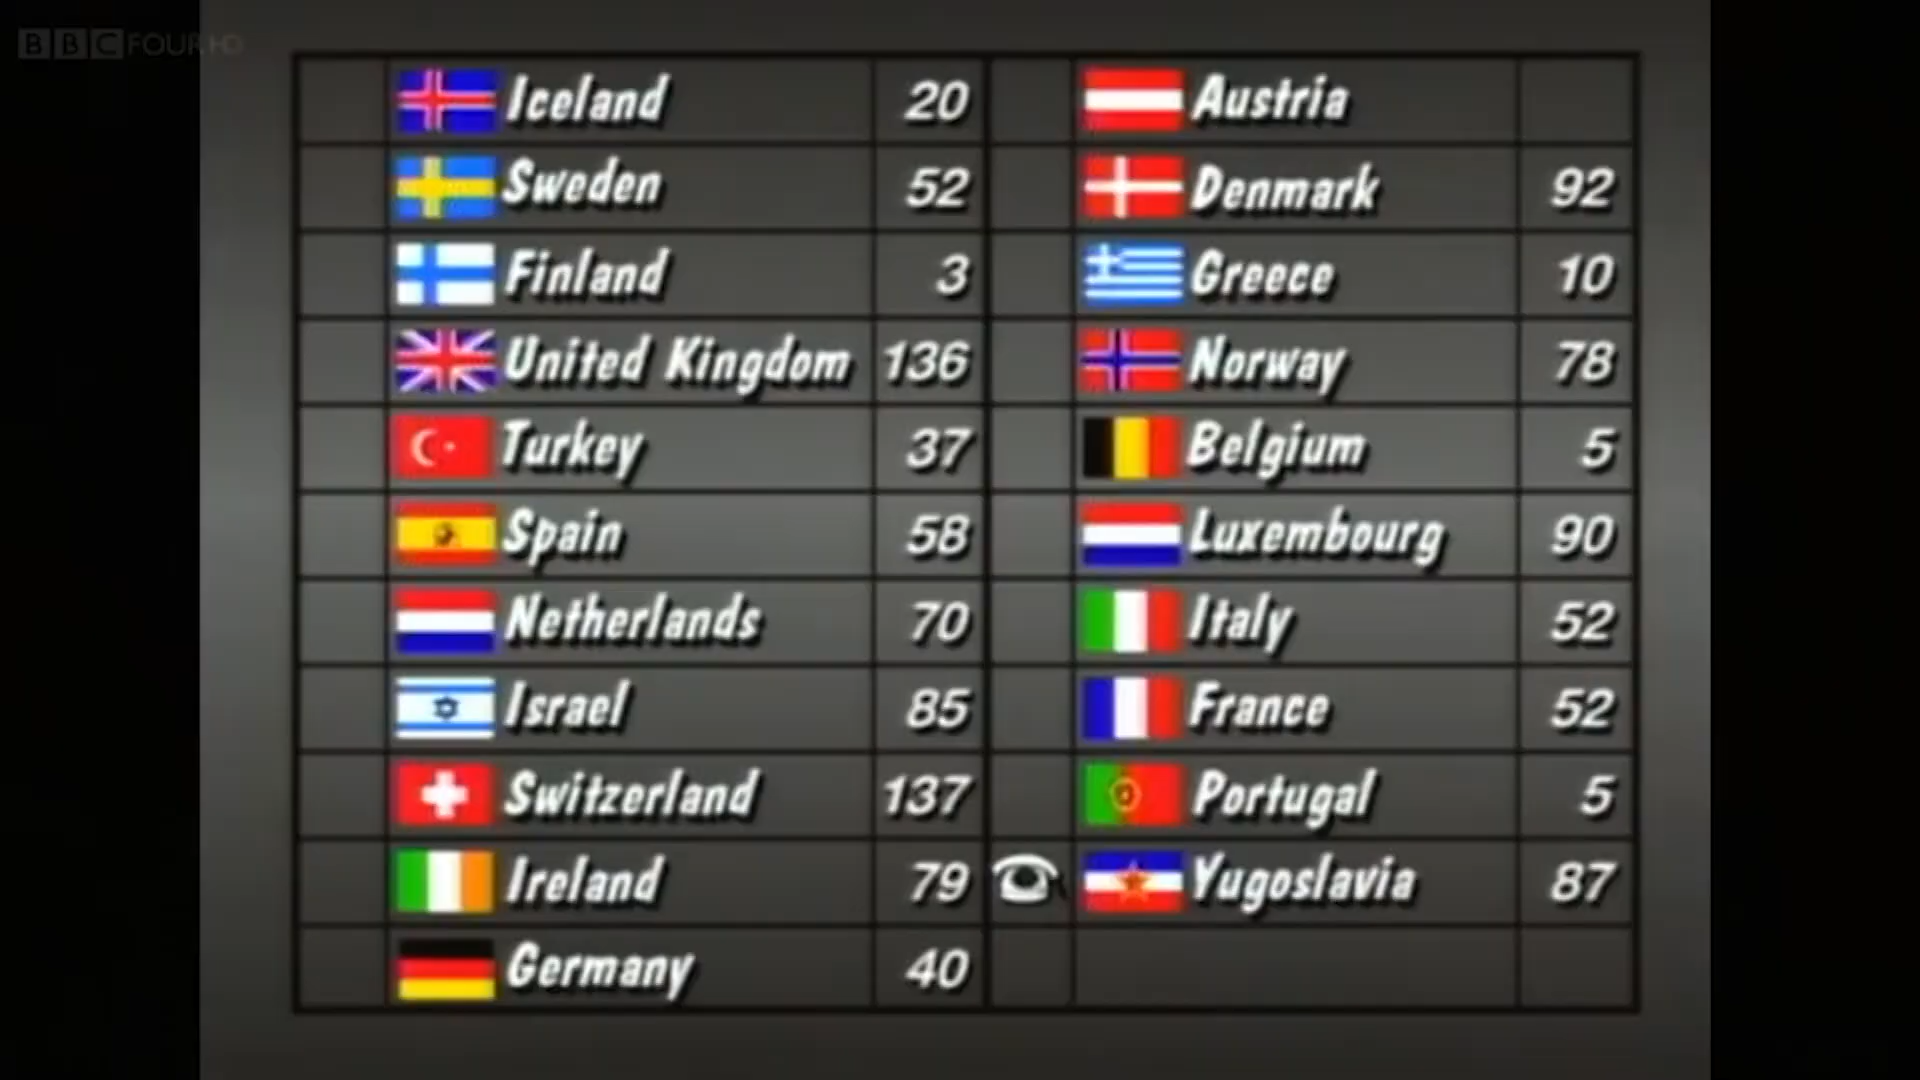 BBC FOUR HD
Iceland 20
Sweden 52
Finland 3
United Kingdom 136
Turkey 37
Spain 58
Netherlands 70
Israel 85
Switzerland 137
Ireland 79
Germany 40
Austria
Denmark 92
Greece 10
Norway 78
Belgium 5
Luxembourg 90
Italy 52
France 52
Portugal 5
Yugoslavia 87